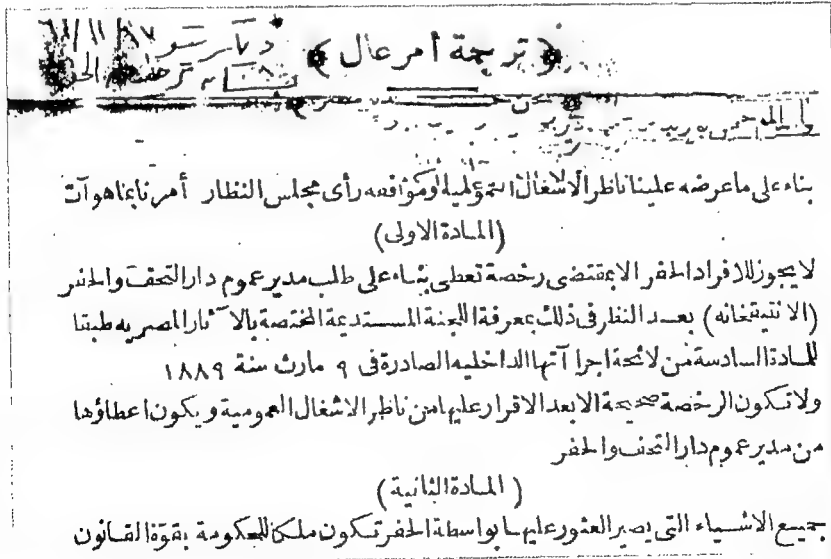 ﴿ ترجمة أمر عال ﴾
بناء على ما عرضه علينا ناظر الاشغال العمومية وموافقه رأى مجلس النظار أمرنا بما هو آت
(المادة الاولى)
لا يجوز للافراد الحفر الا بمقتضى رخصة تعطى بناء على طلب مدير عموم دار التحف والحفر
(الانتيقخانه) بعد النظر فى ذلك بمعرفة اللجنة المستديمة المختصة بالآثار المصريه طبقا
للمادة السادسة من لائحة اجرا آتها الداخليه الصادرة فى ٩ مارث سنة ١٨٨٩
ولا تكون الرخصة صحيحة الا بعد الاقرار عليها من ناظر الاشغال العمومية ويكون اعطاؤها
من مدير عموم دار التحف والحفر
(المادة الثانية)
جميع الاشياء التى يصير العثور عليها بواسطة الحفر تكون ملكا للحكومة بقوة القانون